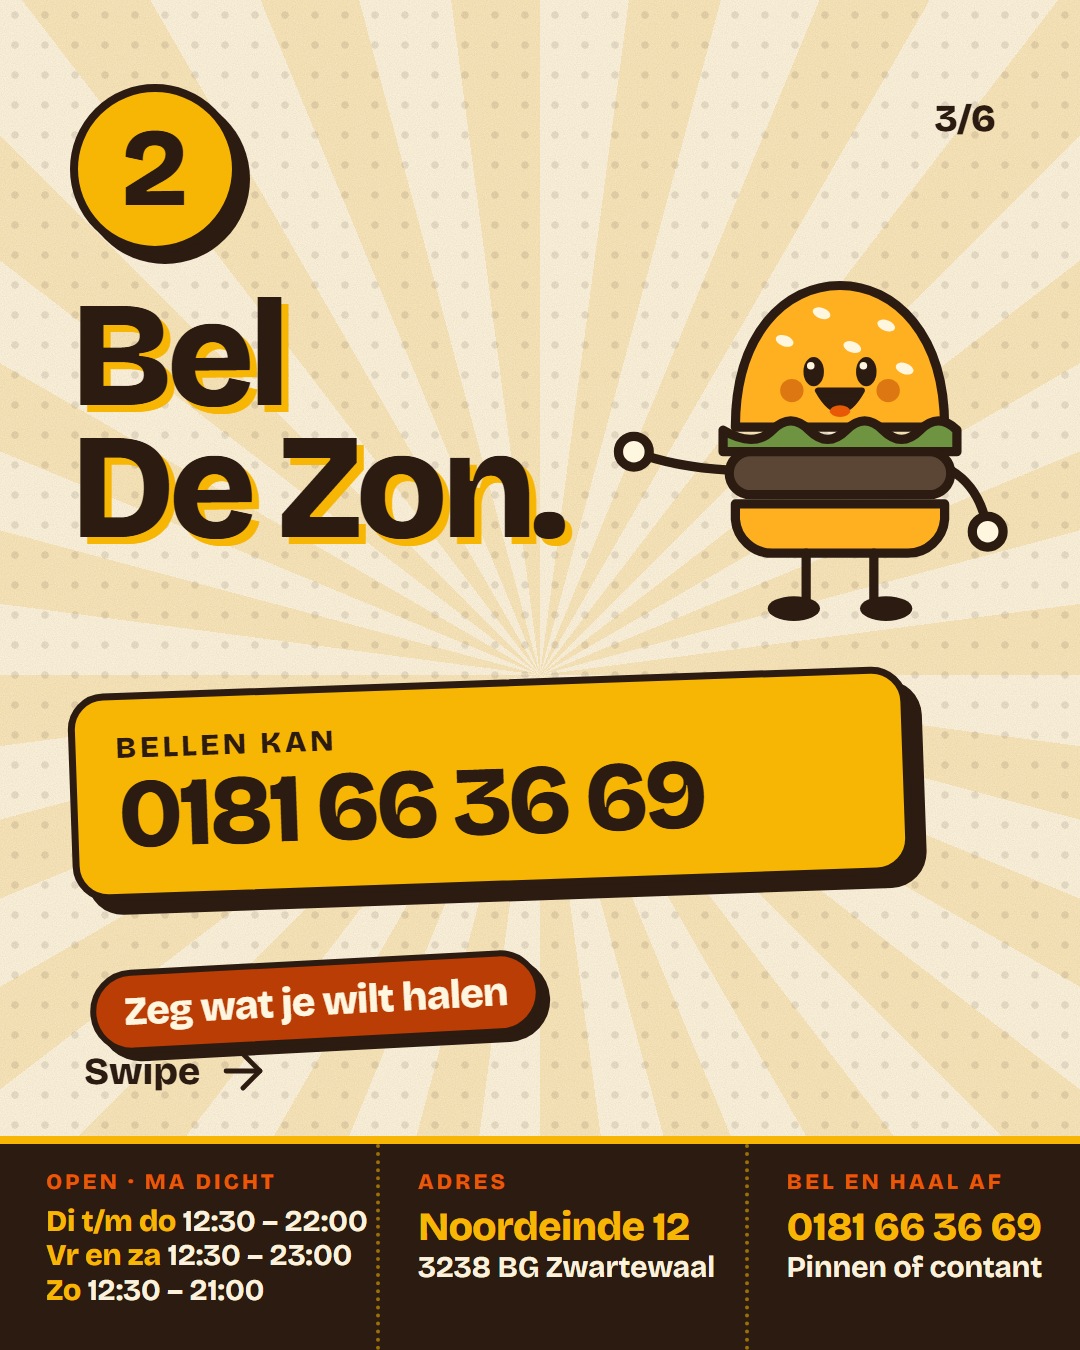 2
3/6
Bel
De Zon.
BELLEN KAN
0181 66 36 69
Zeg wat je wilt halen
Swipe →
OPEN · MA DICHT
Di t/m do 12:30 – 22:00
Vr en za 12:30 – 23:00
Zo 12:30 – 21:00
ADRES
Noordeinde 12
3238 BG Zwartewaal
BEL EN HAAL AF
0181 66 36 69
Pinnen of contant